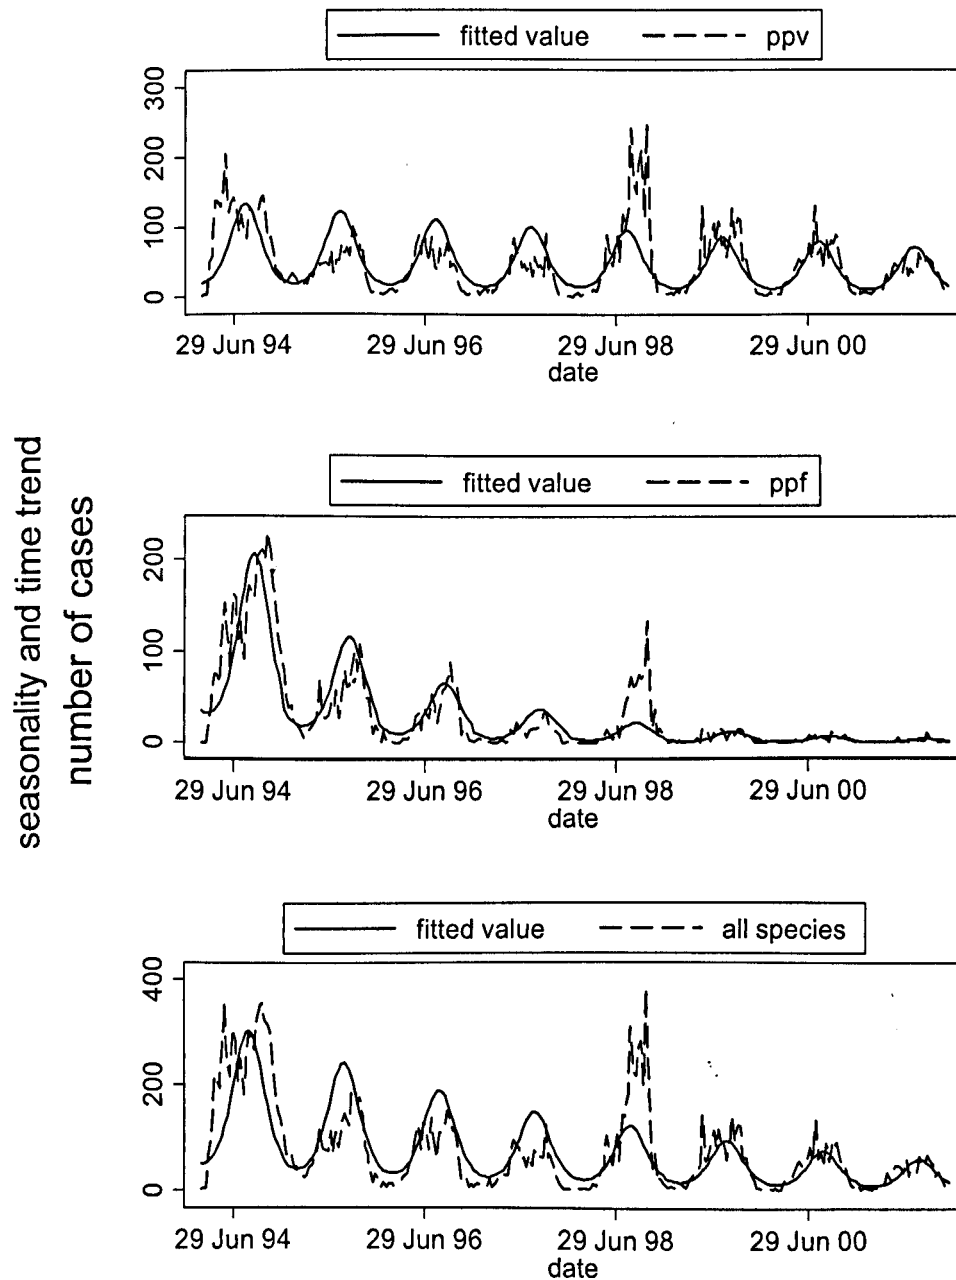 seasonality and time trend
number of cases
fitted value ppv
300
200
100
0
29 Jun 94 29 Jun 96 29 Jun 98 29 Jun 00
date
fitted value ppf
200
100
0
29 Jun 94 29 Jun 96 29 Jun 98 29 Jun 00
date
fitted value all species
400
200
0
29 Jun 94 29 Jun 96 29 Jun 98 29 Jun 00
date